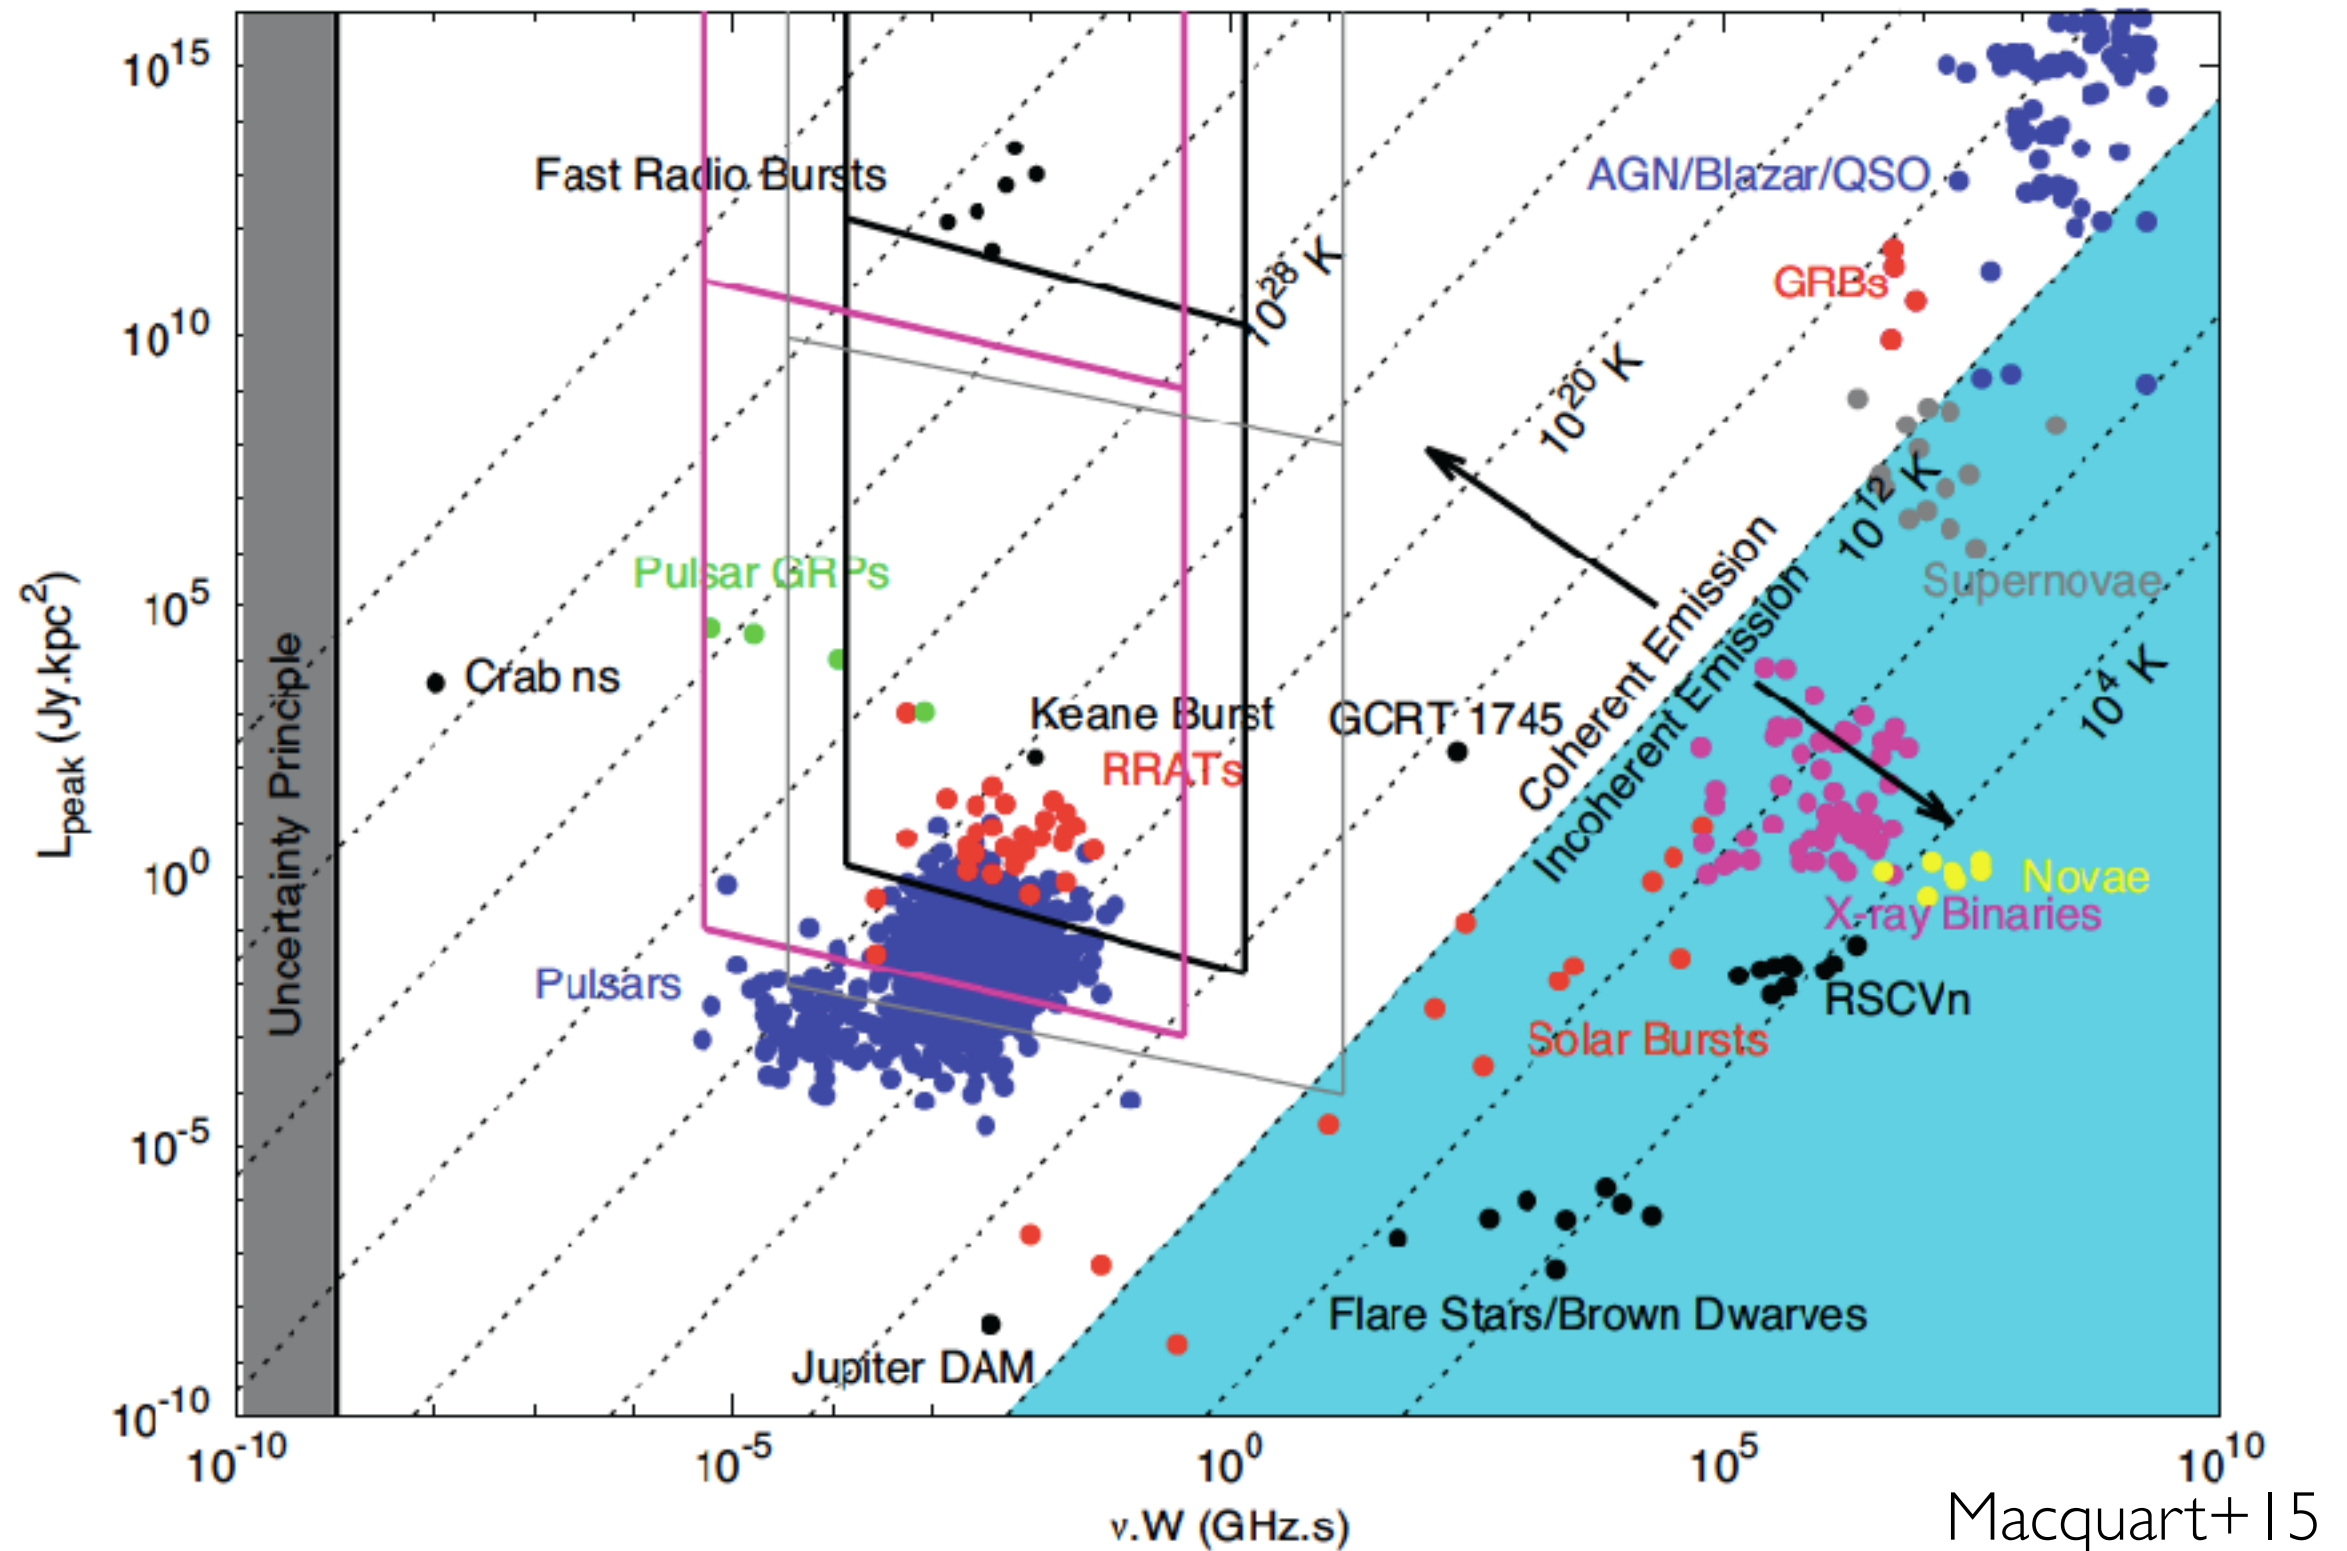 10^15
10^10
10^5
10^0
10^-5
10^-10
L_peak (Jy.kpc^2)
Uncertainty Principle
Fast Radio Bursts
AGN/Blazar/QSO
10^28 K
GRBs
10^20 K
10^12 K
Pulsar GRPs
Supernovae
Coherent Emission
Incoherent Emission
Crab ns
10^4 K
Keane Burst
GCRT 1745
RRATs
Novae
X-ray Binaries
Pulsars
RSCVn
Solar Bursts
Flare Stars/Brown Dwarves
Jupiter DAM
10^-10
10^-5
10^0
10^5
10^10
ν.W (GHz.s)
Macquart+15